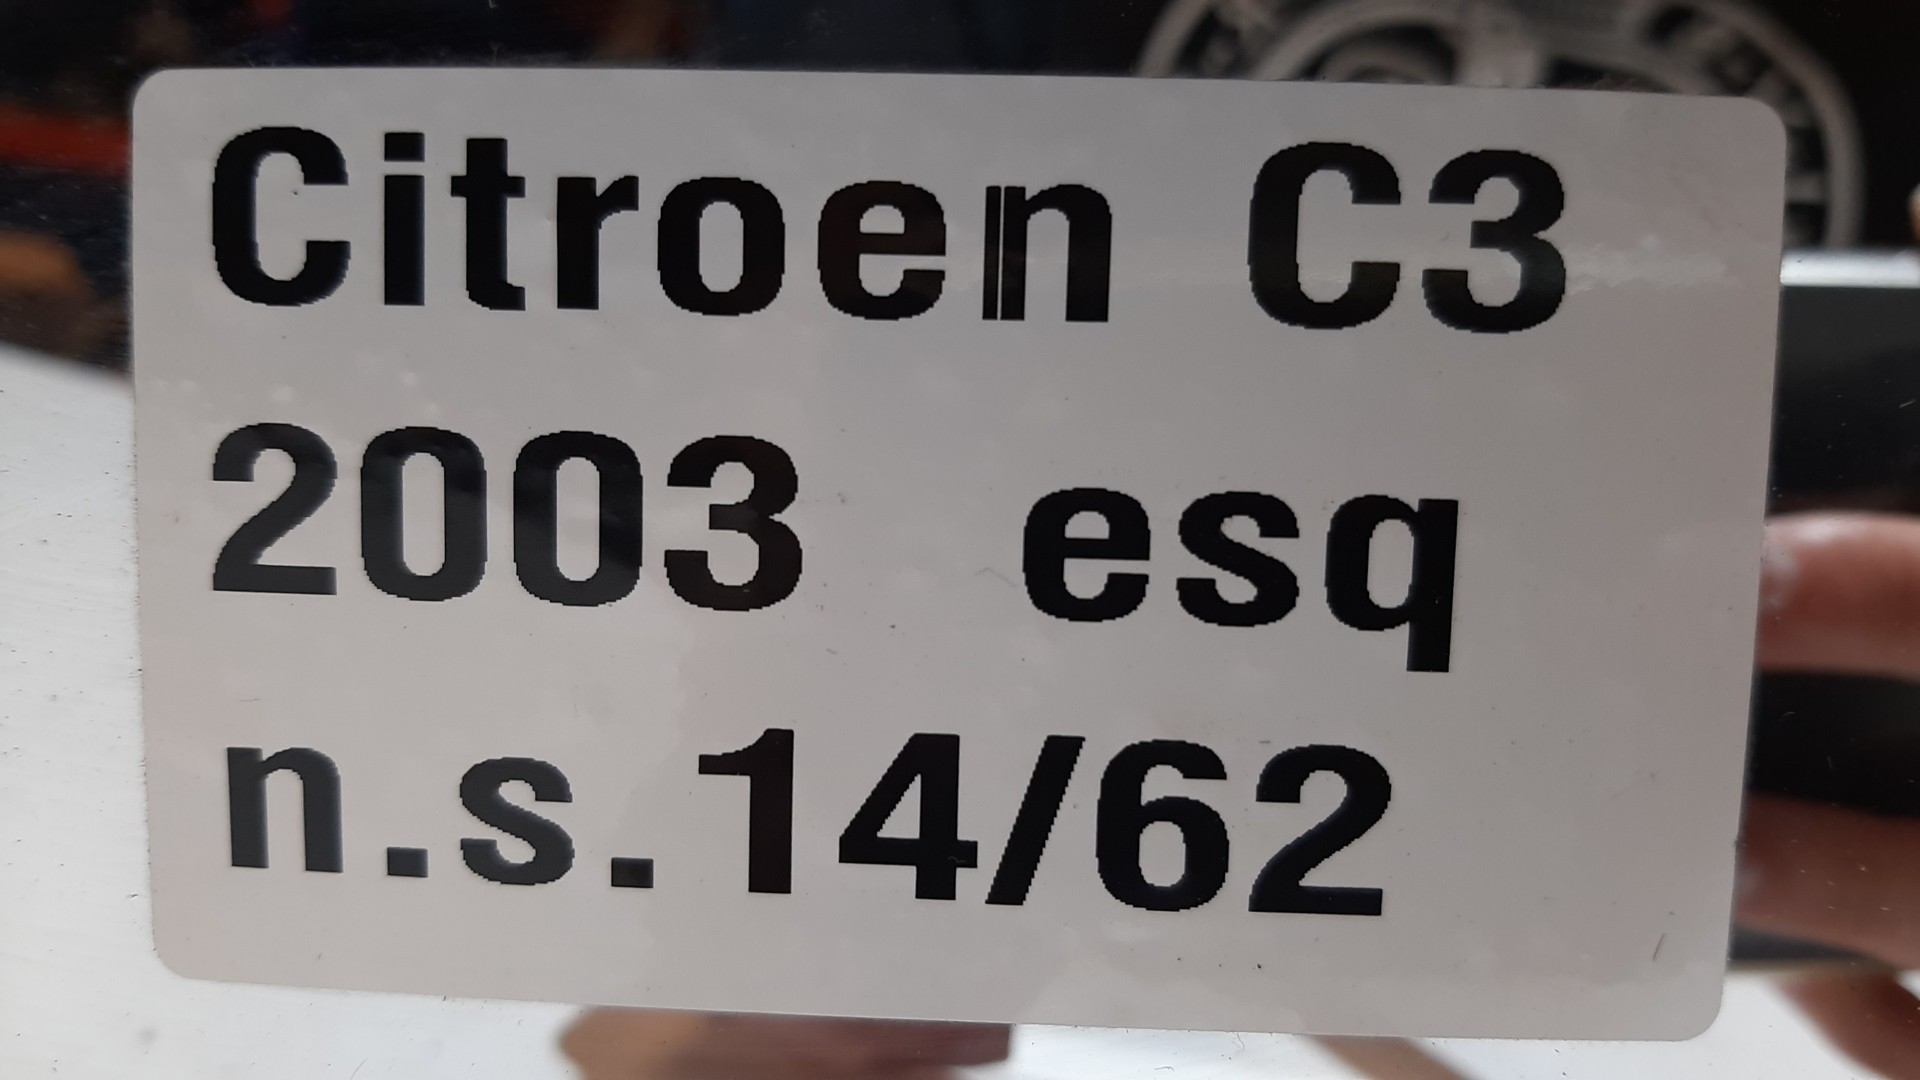 Citroen C3
2003 esq
n.s.14/62